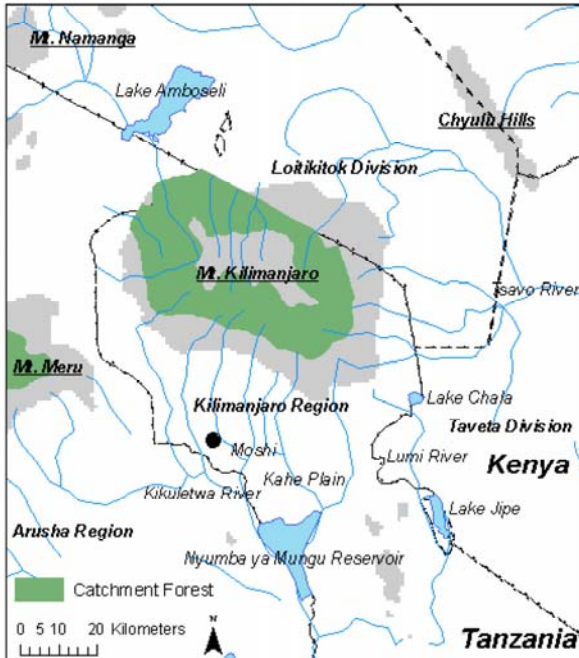 Mt. Namanga
Lake Amboseli
Chyulu Hills
Loitikitok Division
Mt. Kilimanjaro
Tsavo River
Mt. Meru
Lake Chala
Kilimanjaro Region
Taveta Division
Moshi
Lumi River
Kenya
Kahe Plain
Kikuletwa River
Lake Jipe
Arusha Region
Nyumba ya Mungu Reservoir
Catchment Forest
0 5 10 20 Kilometers
N
Tanzania